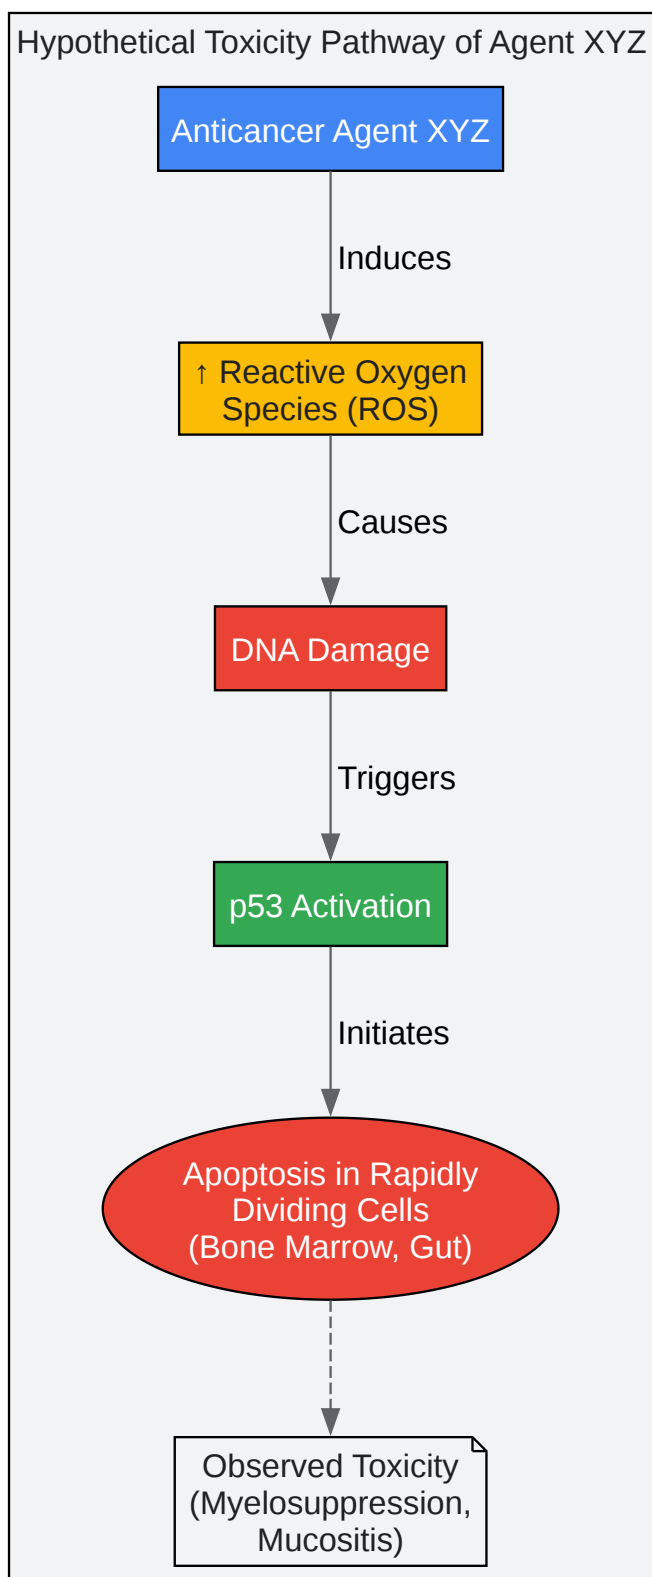 Hypothetical Toxicity Pathway of Agent XYZ
Anticancer Agent XYZ
Induces
↑ Reactive Oxygen
Species (ROS)
Causes
DNA Damage
Triggers
p53 Activation
Initiates
Apoptosis in Rapidly
Dividing Cells
(Bone Marrow, Gut)
Observed Toxicity
(Myelosuppression,
Mucositis)